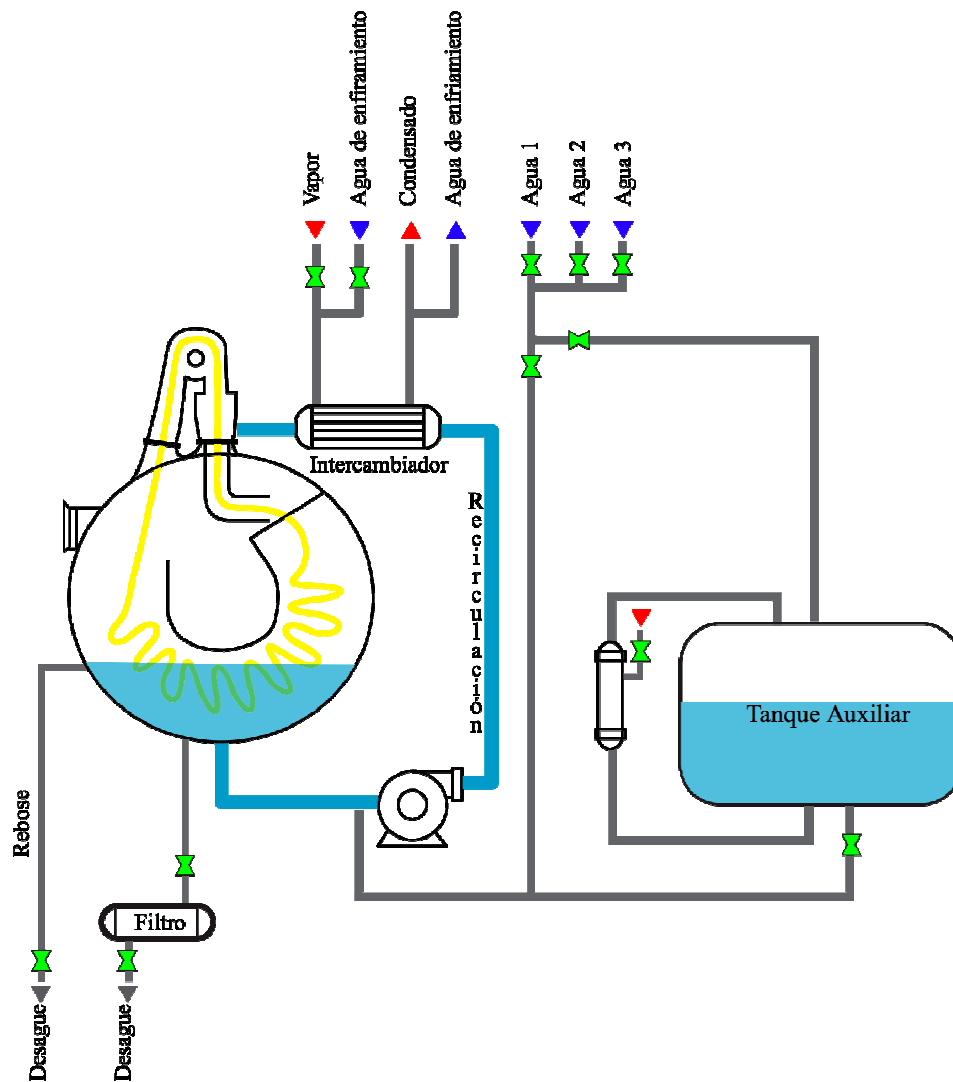 Vapor
Agua de enfiramiento
Condensado
Agua de enfriamiento
Agua 1
Agua 2
Agua 3
Intercambiador
Recirculación
Tanque Auxiliar
Rebose
Filtro
Desague
Desague